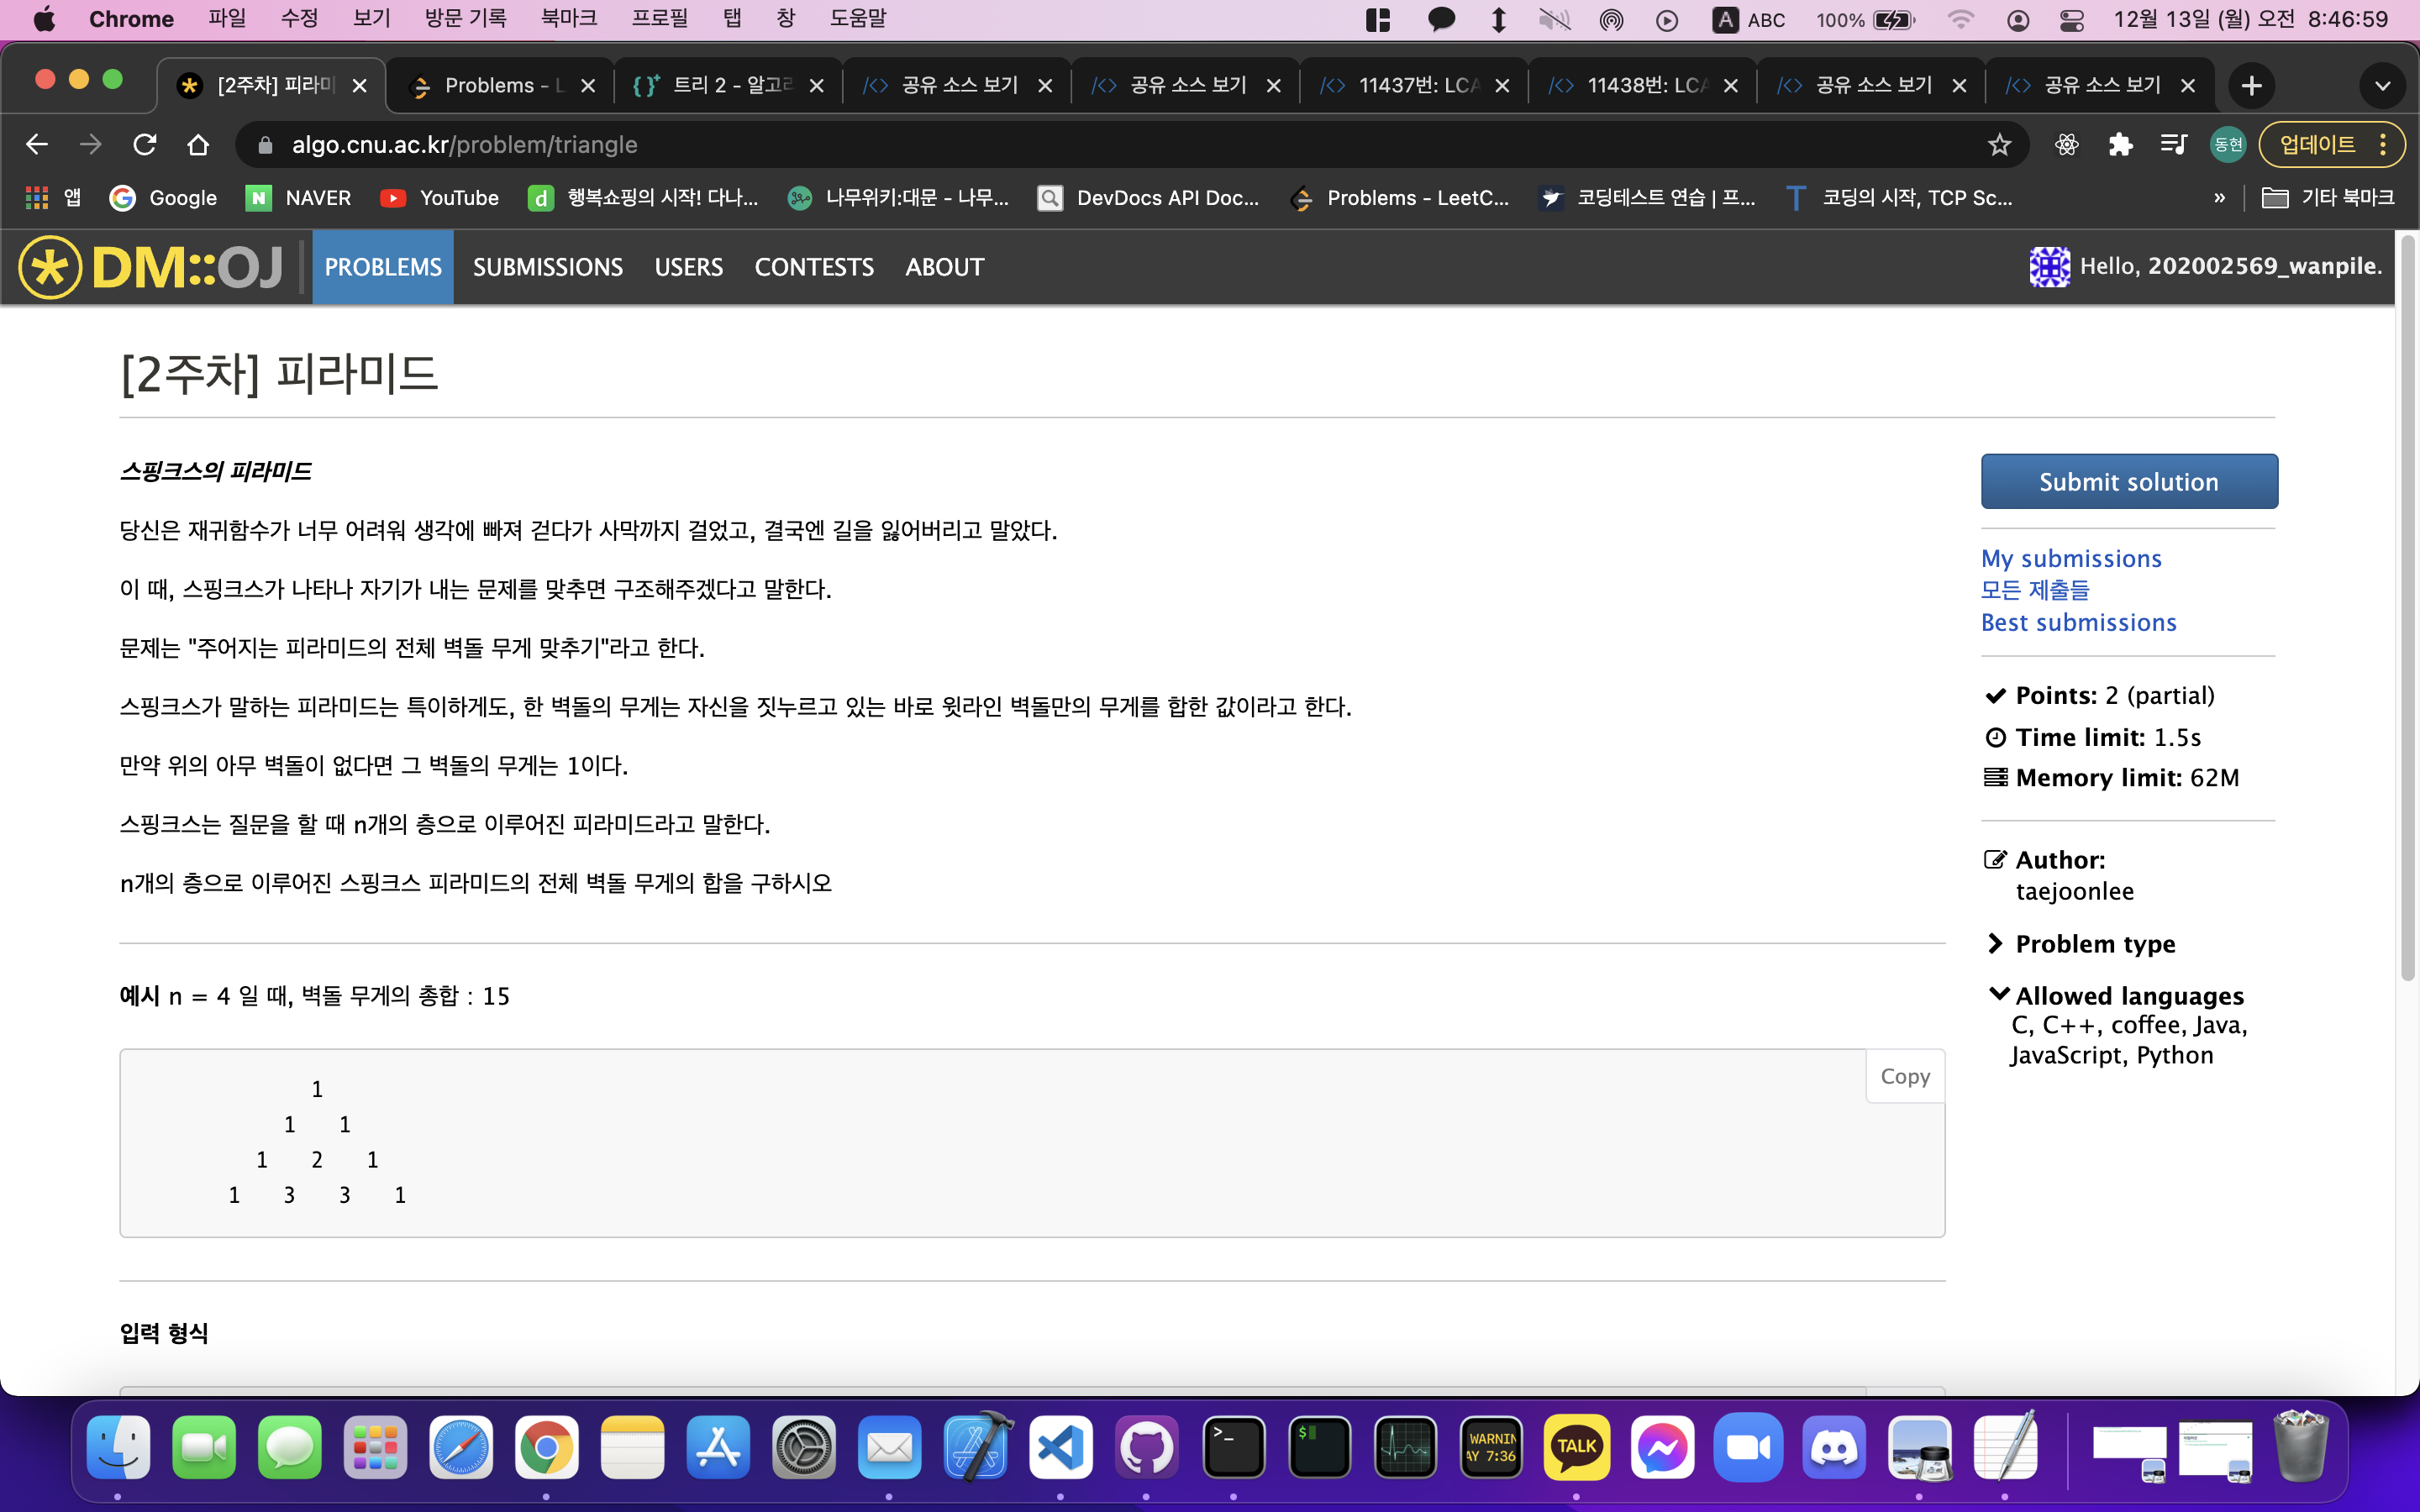 Chrome 파일 수정 보기 방문 기록 북마크 프로필 탭 창 도움말 A ABC 100% 12월 13일 (월) 오전 8:46:59
[2주차] 피라미 Problems - L 트리 2 - 알고리 공유 소스 보기 공유 소스 보기 11437번: LCA 11438번: LCA 공유 소스 보기 공유 소스 보기
algo.cnu.ac.kr/problem/triangle 동현 업데이트
앱 Google NAVER YouTube 행복쇼핑의 시작! 다나... 나무위키:대문 - 나무... DevDocs API Doc... Problems - LeetC... 코딩테스트 연습 | 프... 코딩의 시작, TCP Sc... » 기타 북마크
DM::OJ PROBLEMS SUBMISSIONS USERS CONTESTS ABOUT Hello, 202002569_wanpile.
[2주차] 피라미드
스핑크스의 피라미드
당신은 재귀함수가 너무 어려워 생각에 빠져 걷다가 사막까지 걸었고, 결국엔 길을 잃어버리고 말았다.
이 때, 스핑크스가 나타나 자기가 내는 문제를 맞추면 구조해주겠다고 말한다.
문제는 "주어지는 피라미드의 전체 벽돌 무게 맞추기"라고 한다.
스핑크스가 말하는 피라미드는 특이하게도, 한 벽돌의 무게는 자신을 짓누르고 있는 바로 윗라인 벽돌만의 무게를 합한 값이라고 한다.
만약 위의 아무 벽돌이 없다면 그 벽돌의 무게는 1이다.
스핑크스는 질문을 할 때 n개의 층으로 이루어진 피라미드라고 말한다.
n개의 층으로 이루어진 스핑크스 피라미드의 전체 벽돌 무게의 합을 구하시오
예시 n = 4 일 때, 벽돌 무게의 총합 : 15
Copy
1
1 1
1 2 1
1 3 3 1
입력 형식
Submit solution
My submissions
모든 제출들
Best submissions
Points: 2 (partial)
Time limit: 1.5s
Memory limit: 62M
Author:
taejoonlee
Problem type
Allowed languages
C, C++, coffee, Java,
JavaScript, Python
WARNIN
AY 7:36
TALK